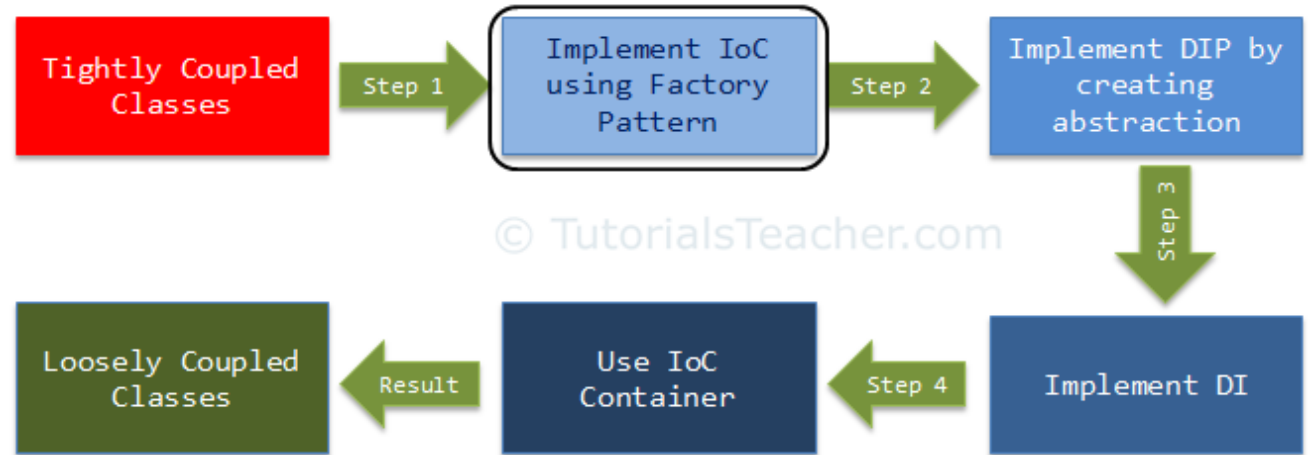 Tightly Coupled
Classes
Step 1
Implement IoC
using Factory
Pattern
Step 2
Implement DIP by
creating
abstraction
Step 3
© TutorialsTeacher.com
Implement DI
Step 4
Use IoC
Container
Result
Loosely Coupled
Classes